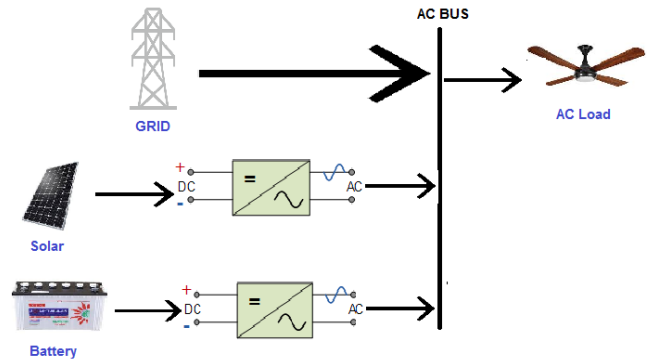 AC BUS
GRID
AC Load
+
DC
-
=
AC
Solar
+
DC
-
=
AC
Battery